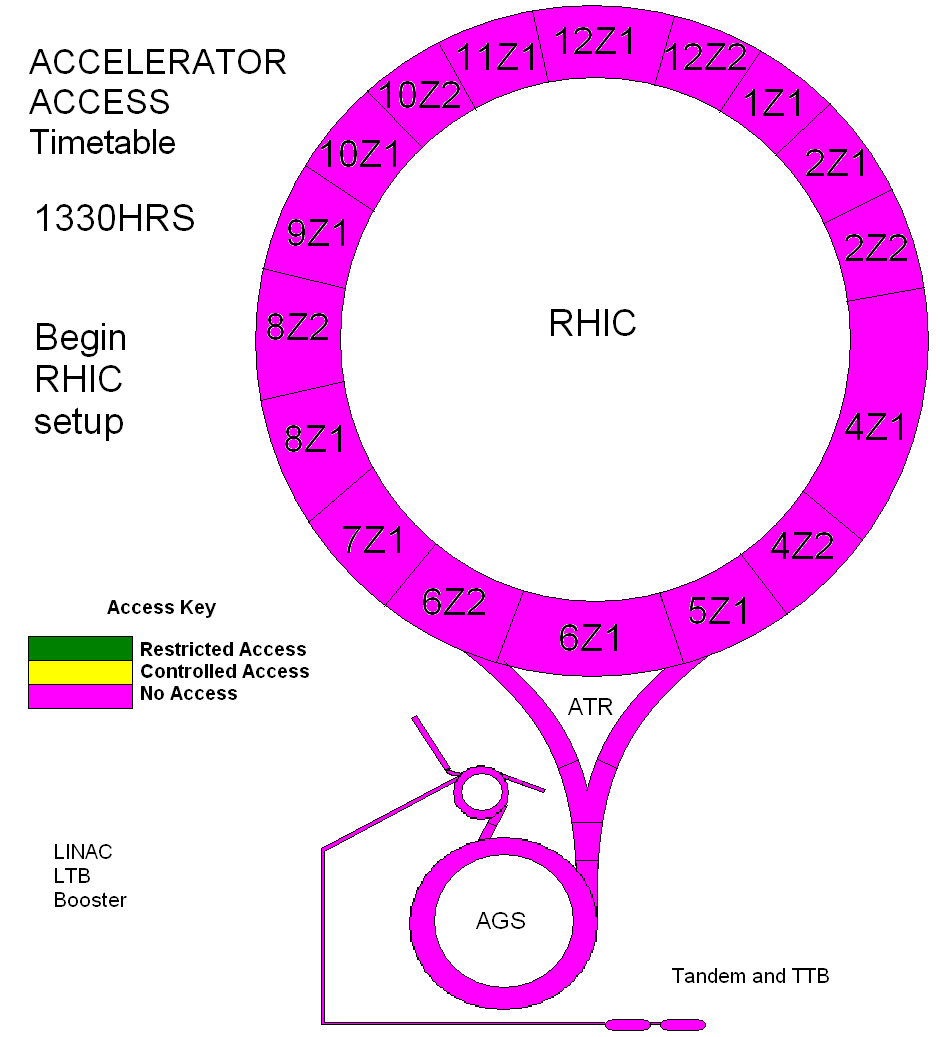 ACCELERATOR
ACCESS
Timetable
1330HRS
Begin
RHIC
setup
11Z1
12Z1
12Z2
10Z2
1Z1
10Z1
2Z1
9Z1
2Z2
8Z2
RHIC
8Z1
4Z1
7Z1
4Z2
6Z2
6Z1
5Z1
Access Key
Restricted Access
Controlled Access
No Access
ATR
LINAC
LTB
Booster
AGS
Tandem and TTB